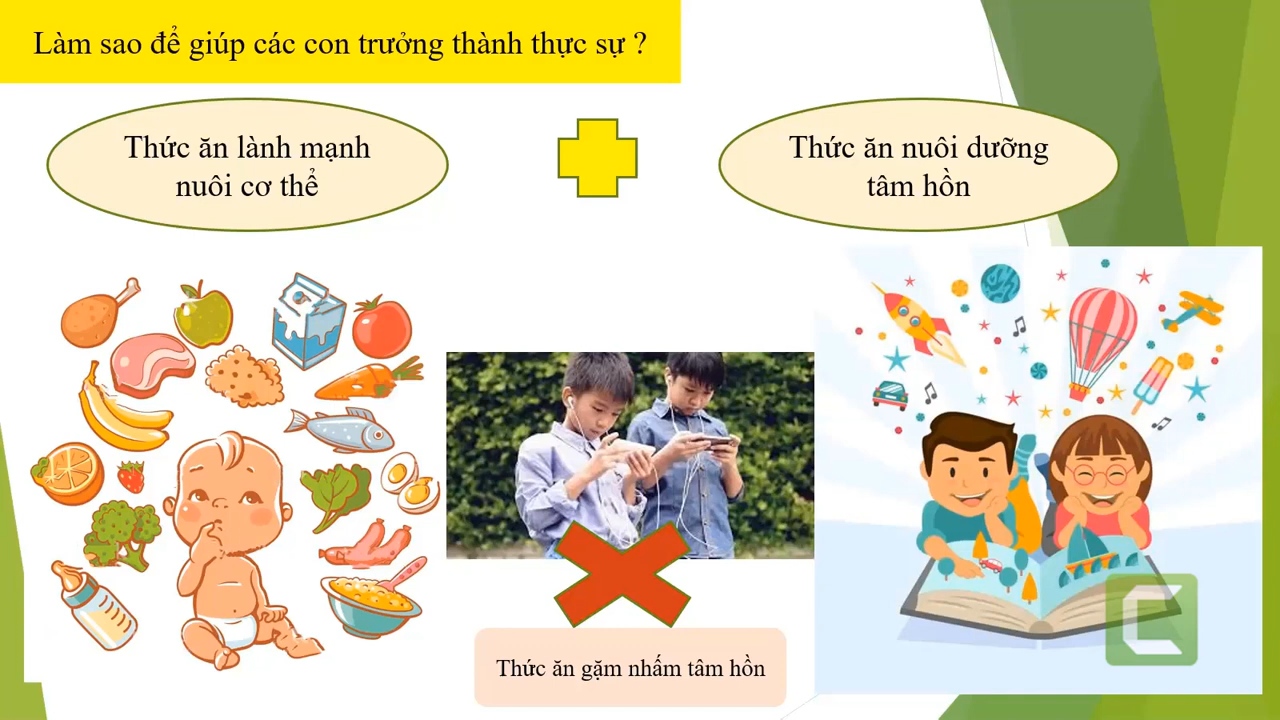 Làm sao để giúp các con trưởng thành thực sự ?
Thức ăn lành mạnh
nuôi cơ thể
Thức ăn nuôi dưỡng
tâm hồn
Thức ăn gặm nhấm tâm hồn